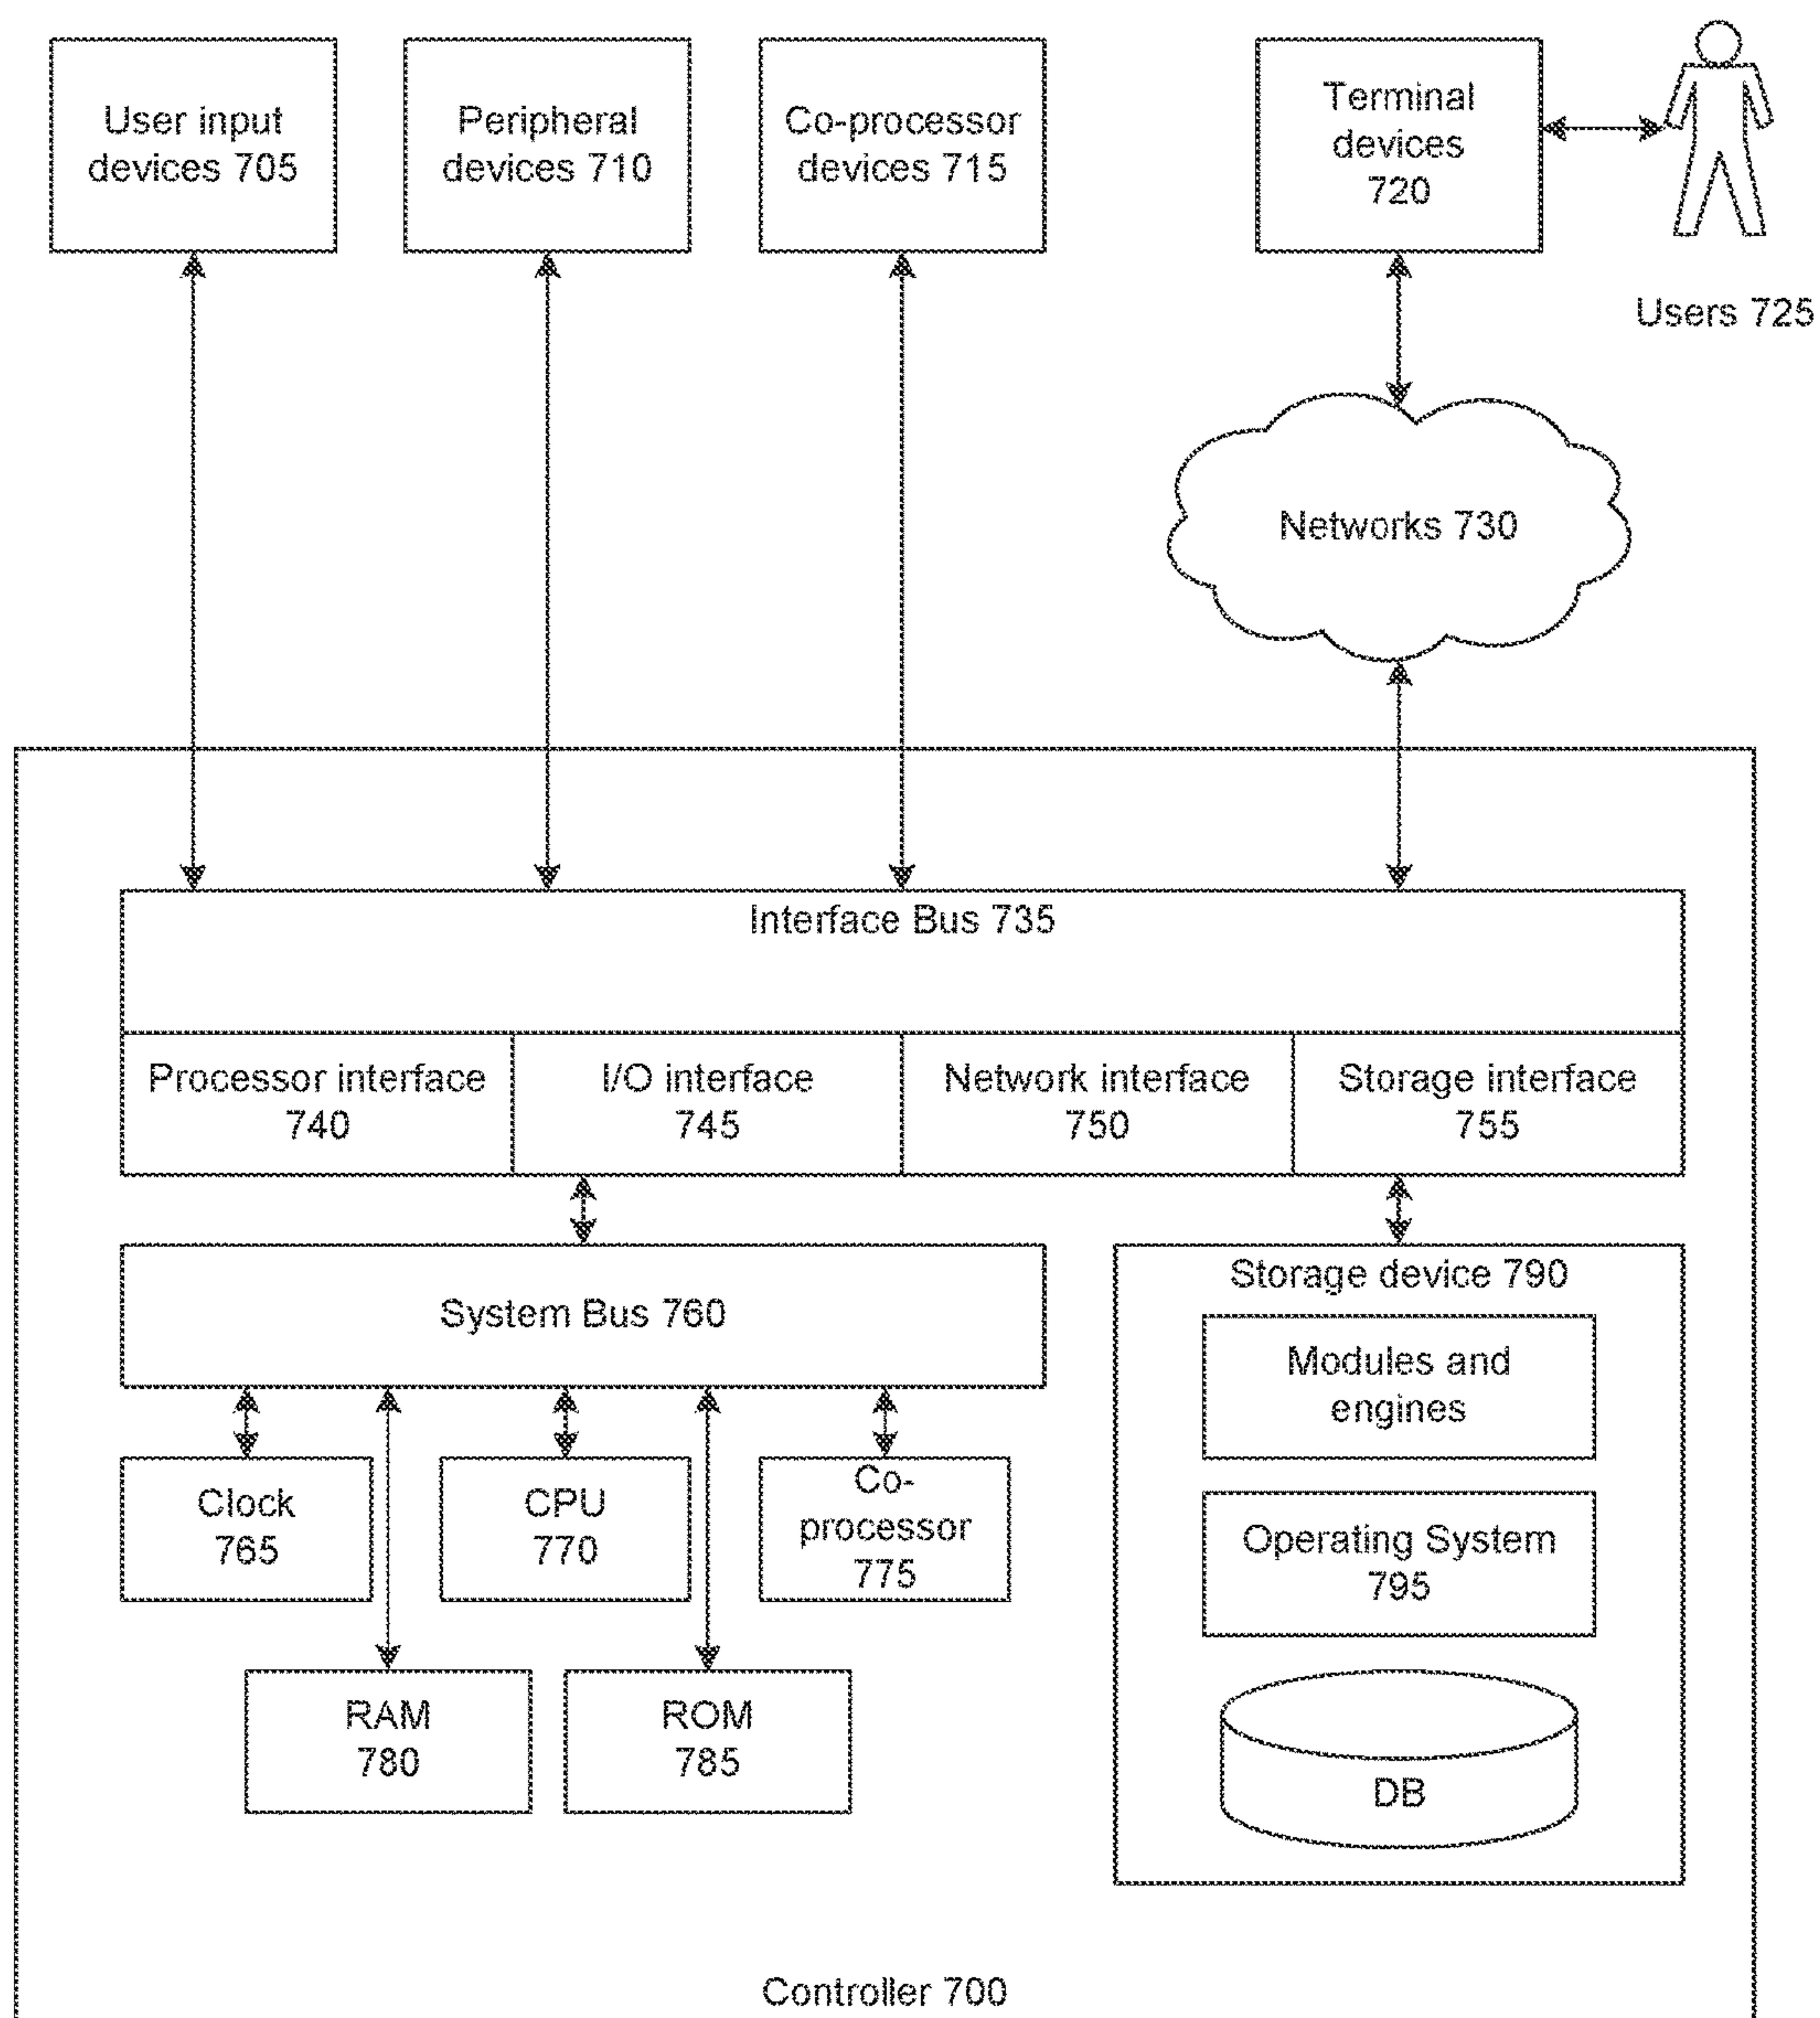 User input
devices 705
Peripheral
devices 710
Co-processor
devices 715
Terminal
devices
720
Users 725
Networks 730
Interface Bus 735
Processor interface
740
I/O interface
745
Network interface
750
Storage interface
755
System Bus 760
Clock
765
CPU
770
Co-
processor
775
RAM
780
ROM
785
Storage device 790
Modules and
engines
Operating System
795
DB
Controller 700